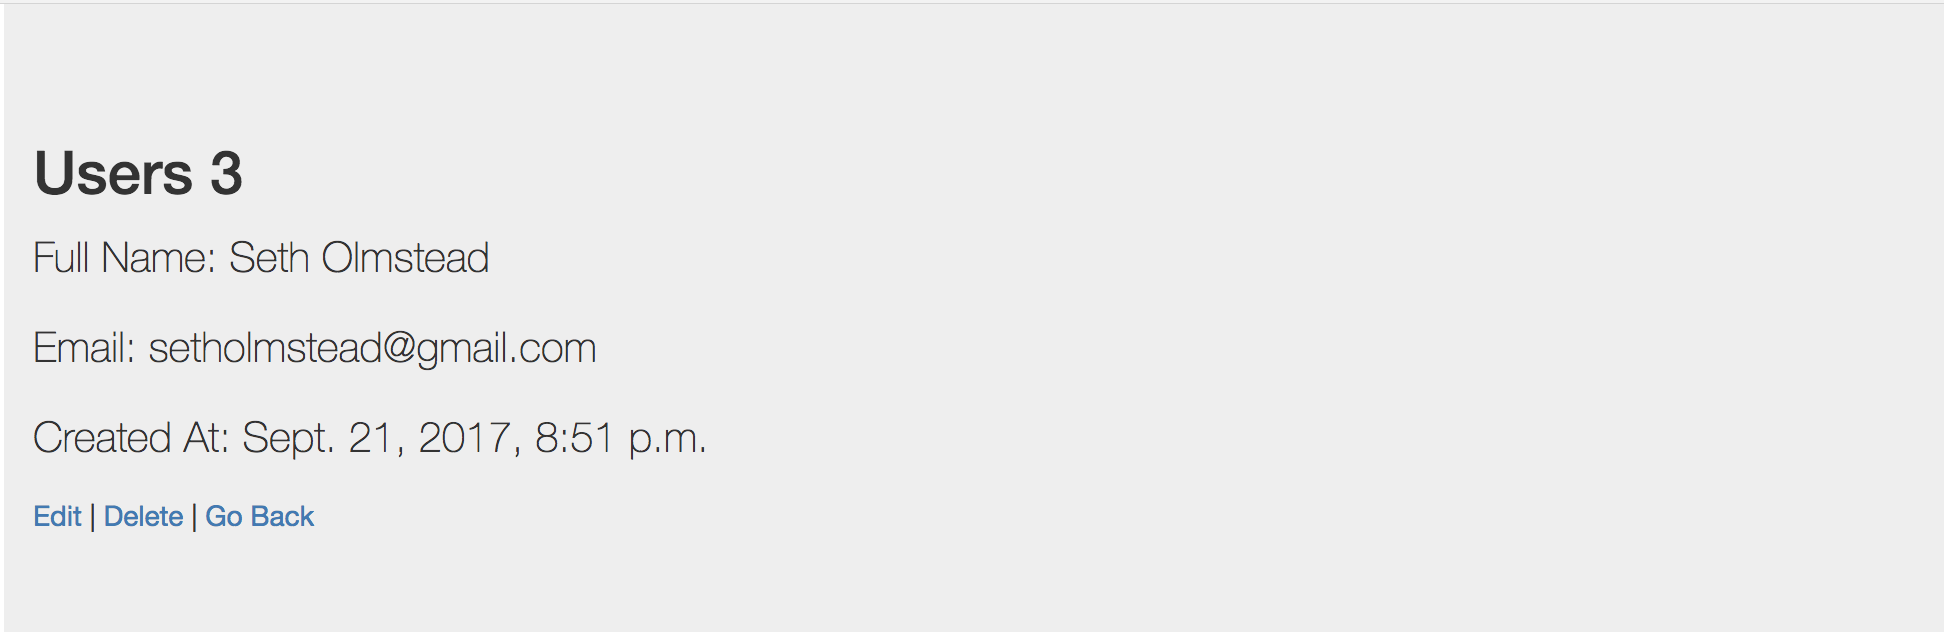 Users 3
Full Name: Seth Olmstead
Email: setholmstead@gmail.com
Created At: Sept. 21, 2017, 8:51 p.m.
Edit | Delete | Go Back